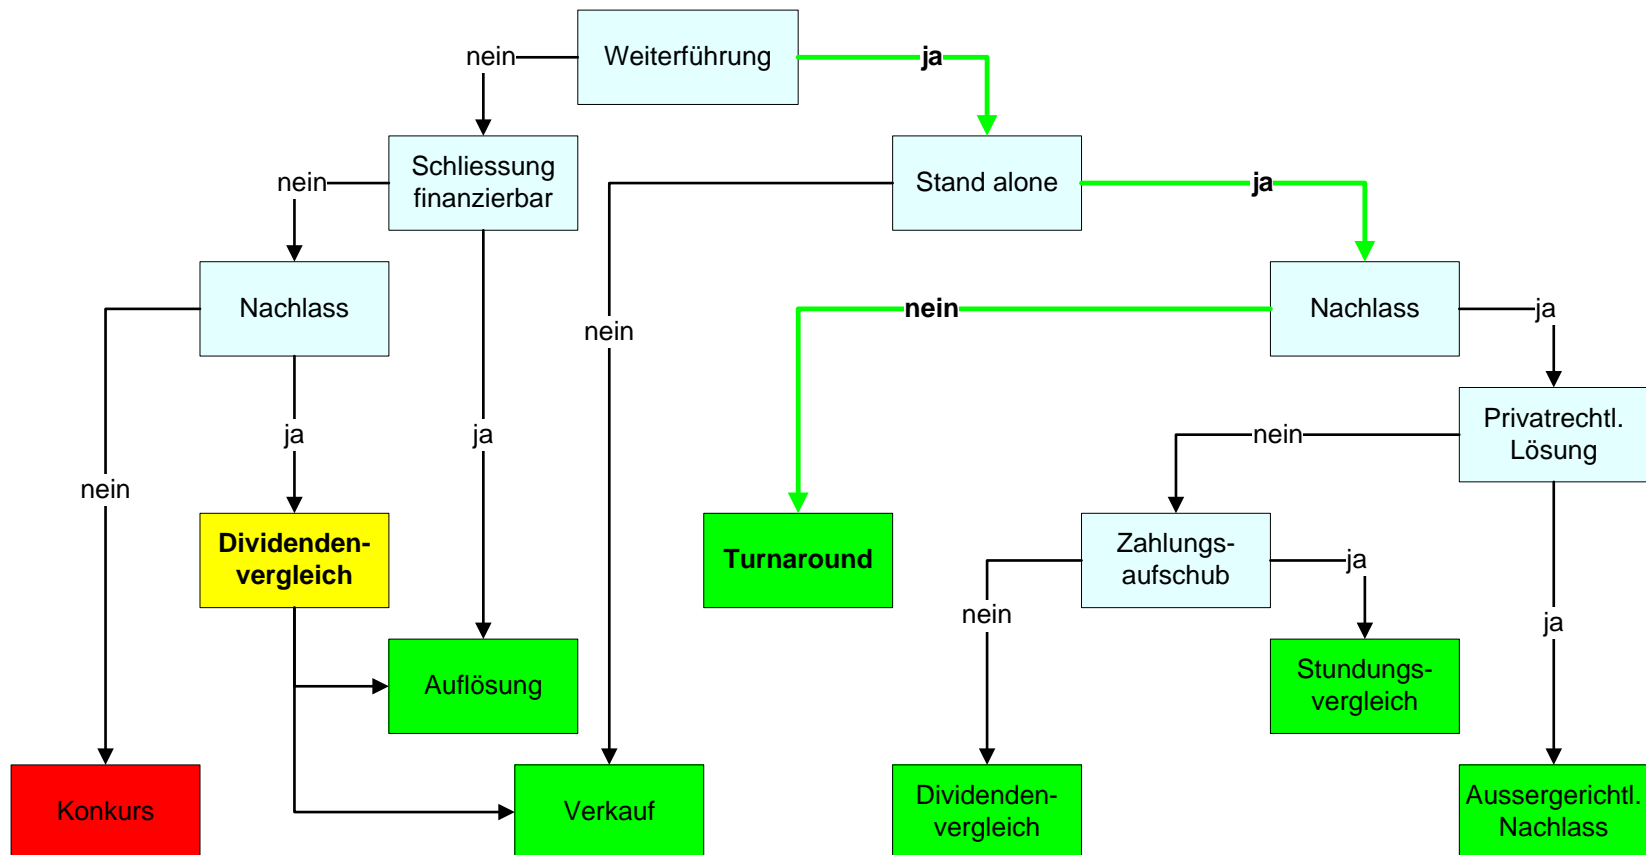 Weiterführung
nein
ja
Schliessung
finanzierbar
Stand alone
nein
ja
Nachlass
Nachlass
nein
nein
ja
Privatrechtl.
Lösung
ja
ja
nein
nein
Dividenden-
vergleich
Turnaround
Zahlungs-
aufschub
ja
nein
ja
Auflösung
Stundungs-
vergleich
Konkurs
Verkauf
Dividenden-
vergleich
Aussergerichtl.
Nachlass